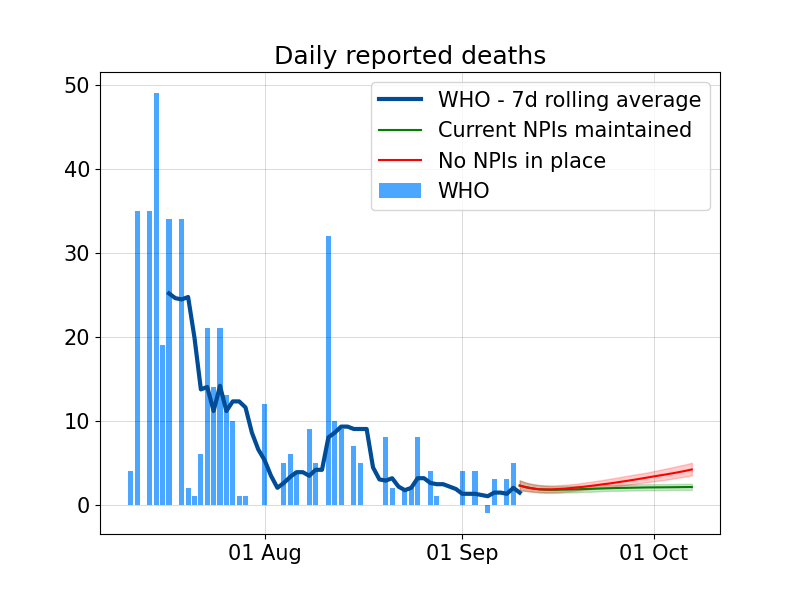 Daily reported deaths
50
40
30
20
10
0
WHO - 7d rolling average
Current NPIs maintained
No NPIs in place
WHO
01 Aug
01 Sep
01 Oct